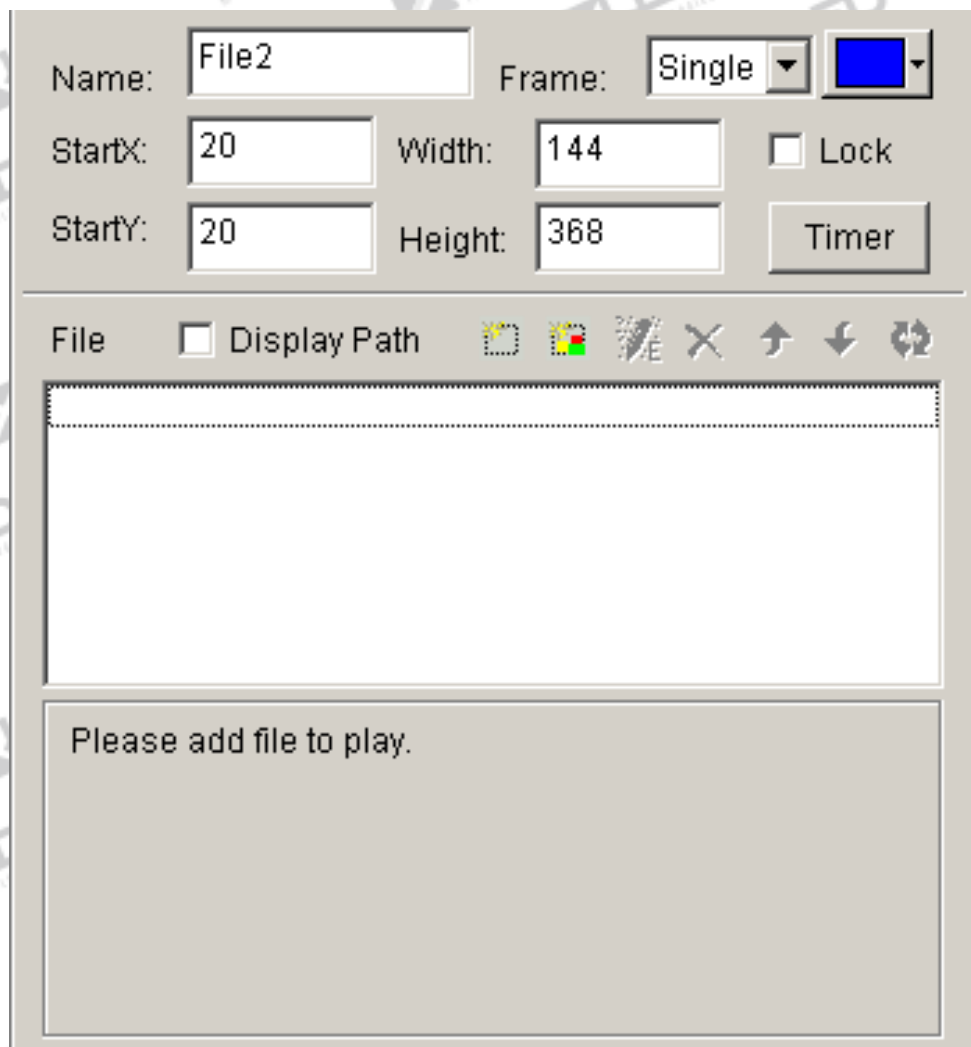 Name: File2 Frame: Single
StartX: 20 Width: 144 Lock
StartY: 20 Height: 368 Timer
File Display Path E
Please add file to play.